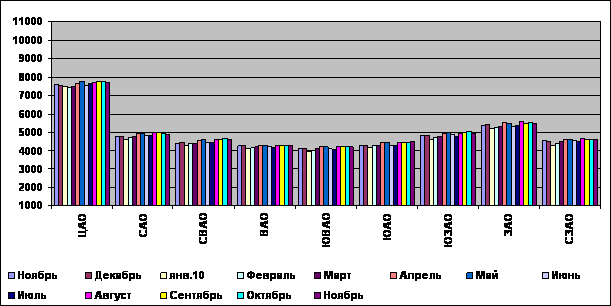 11000
10000
9000
8000
7000
6000
5000
4000
3000
2000
1000
ЦАО
САО
СВАО
ВАО
ЮВАО
ЮАО
ЮЗАО
ЗАО
СЗАО
Ноябрь Декабрь янв.10 Февраль Март Апрель Май Июнь
Июль Август Сентябрь Октябрь Ноябрь